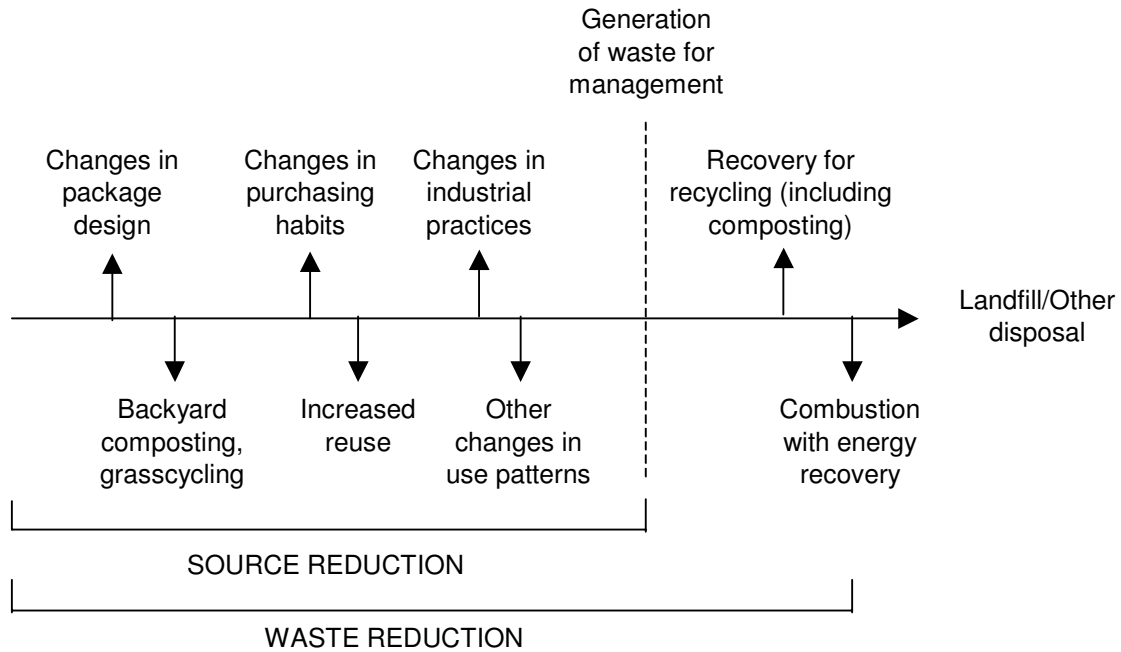 Generation
of waste for
management
Changes in
package
design
Changes in
purchasing
habits
Changes in
industrial
practices
Recovery for
recycling (including
composting)
Landfill/Other
disposal
Backyard
composting,
grasscycling
Increased
reuse
Other
changes in
use patterns
Combustion
with energy
recovery
SOURCE REDUCTION
WASTE REDUCTION